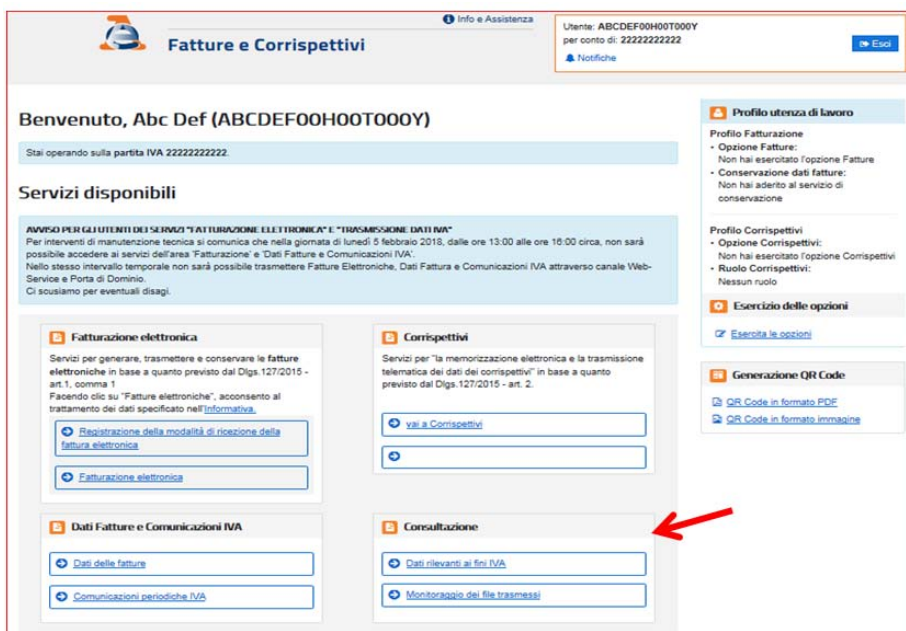 Info e Assistenza
Fatture e Corrispettivi
Utente: ABCDEF00H00T000Y
per conto di: 22222222222
Notifiche
Esci
Benvenuto, Abc Def (ABCDEF00H00T000Y)
Stai operando sulla partita IVA 22222222222.
Servizi disponibili
AVVISO PER GLI UTENTI DEI SERVIZI "FATTURAZIONE ELETTRONICA" E "TRASMISSIONE DATI IVA"
Per interventi di manutenzione tecnica si comunica che nella giornata di lunedì 5 febbraio 2018, dalle ore 13:00 alle ore 16:00 circa, non sarà
possibile accedere ai servizi dell'area 'Fatturazione' e 'Dati Fatture e Comunicazioni IVA'.
Nello stesso intervallo temporale non sarà possibile trasmettere Fatture Elettroniche, Dati Fattura e Comunicazioni IVA attraverso canale Web-
Service e Porta di Dominio.
Ci scusiamo per eventuali disagi.
Fatturazione elettronica
Servizi per generare, trasmettere e conservare le fatture
elettroniche in base a quanto previsto dal Dlgs.127/2015 -
art.1, comma 1
Facendo clic su "Fatture elettroniche", acconsento al
trattamento dei dati specificato nell'Informativa.
Registrazione della modalità di ricezione della
fattura elettronica
Fatturazione elettronica
Corrispettivi
Servizi per "la memorizzazione elettronica e la trasmissione
telematica dei dati dei corrispettivi" in base a quanto
previsto dal Dlgs.127/2015 - art. 2.
vai a Corrispettivi
Dati Fatture e Comunicazioni IVA
Dati delle fatture
Comunicazioni periodiche IVA
Consultazione
Dati rilevanti ai fini IVA
Monitoraggio dei file trasmessi
Profilo utenza di lavoro
Profilo Fatturazione
• Opzione Fatture:
Non hai esercitato l'opzione Fatture
• Conservazione dati fatture:
Non hai aderito al servizio di
conservazione
Profilo Corrispettivi
• Opzione Corrispettivi:
Non hai esercitato l'opzione Corrispettivi
• Ruolo Corrispettivi:
Nessun ruolo
Esercizio delle opzioni
Esercita le opzioni
Generazione QR Code
QR Code in formato PDF
QR Code in formato immagine